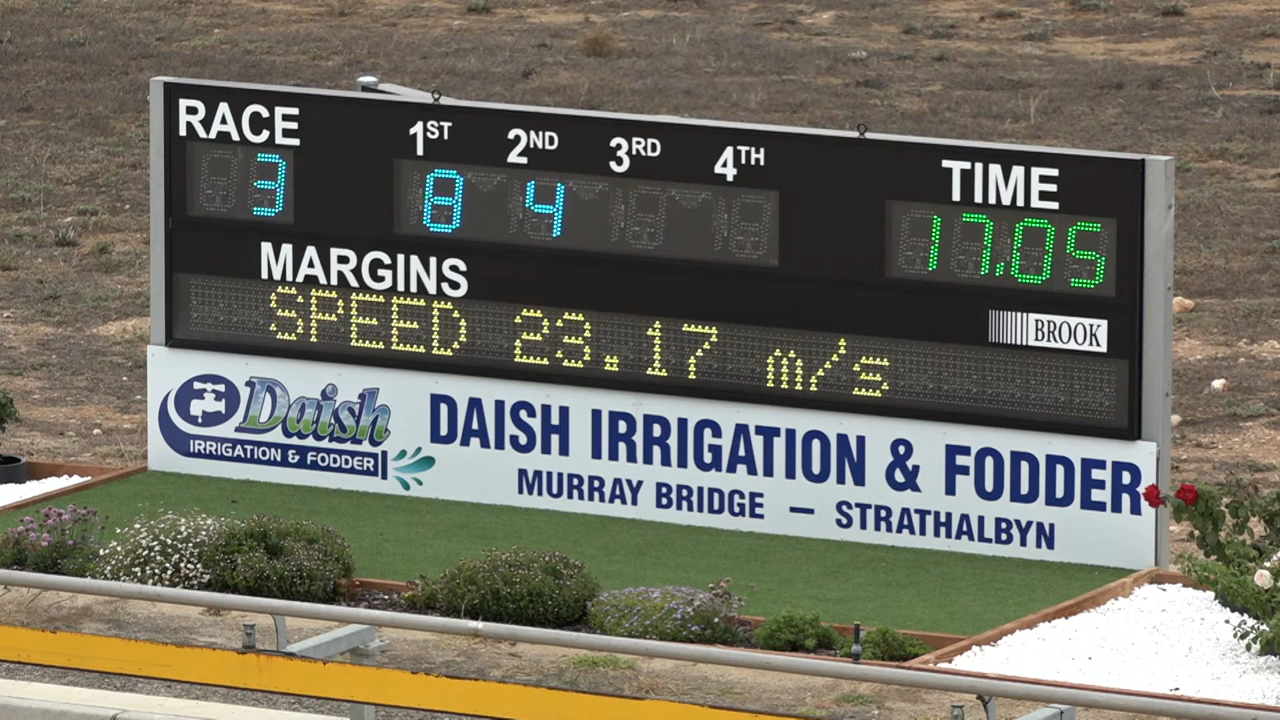 RACE 1ST 2ND 3RD 4TH TIME
3 8 4 17.05
MARGINS
SPEED 23.17 m/s
BROOK
Daish
IRRIGATION & FODDER
DAISH IRRIGATION & FODDER
MURRAY BRIDGE – STRATHALBYN